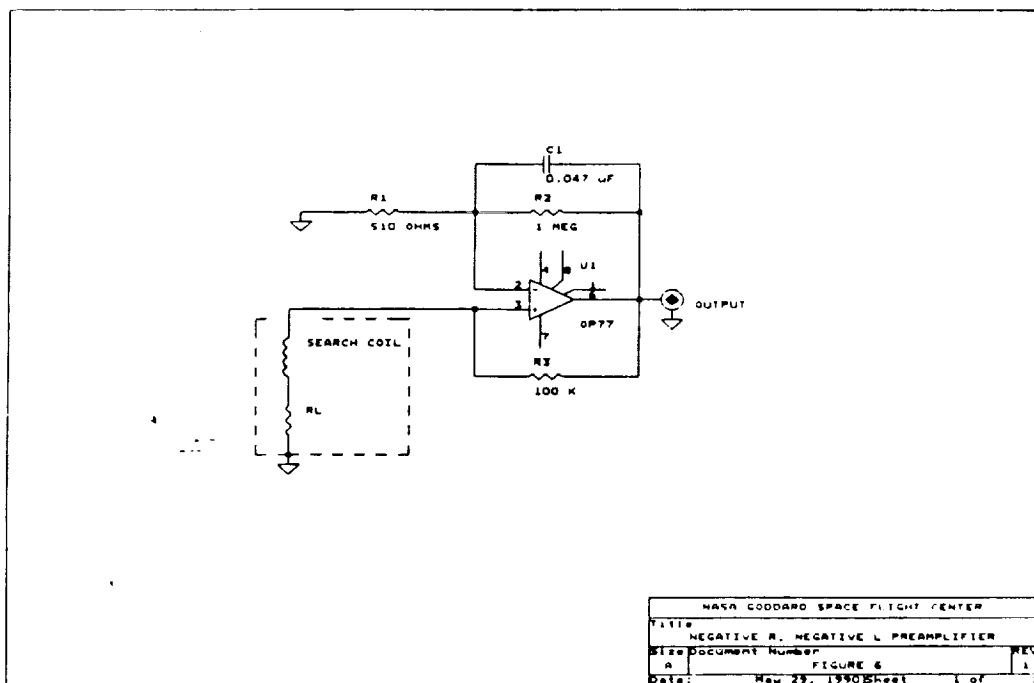 C1
0.047 uF
R1
R2
510 OHMS
1 MEG
4
8
U1
2
-
3
+
6
OUTPUT
OP77
7
SEARCH COIL
R3
100 K
RL
NASA GODDARD SPACE FLIGHT CENTER
Title
NEGATIVE R, NEGATIVE L PREAMPLIFIER
Size Document Number REV
A FIGURE 6 1
Date: May 29, 1990 Sheet 1 of